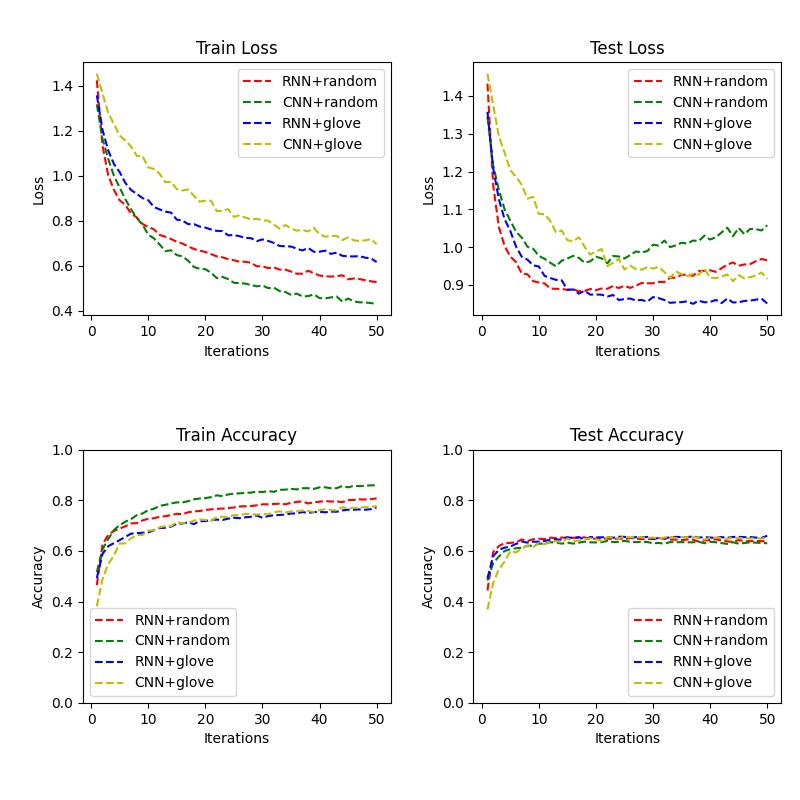 Train Loss
Loss
1.4
1.2
1.0
0.8
0.6
0.4
RNN+random
CNN+random
RNN+glove
CNN+glove
0 10 20 30 40 50
Iterations
Test Loss
Loss
1.4
1.3
1.2
1.1
1.0
0.9
RNN+random
CNN+random
RNN+glove
CNN+glove
0 10 20 30 40 50
Iterations
Train Accuracy
Accuracy
1.0
0.8
0.6
0.4
0.2
0.0
RNN+random
CNN+random
RNN+glove
CNN+glove
0 10 20 30 40 50
Iterations
Test Accuracy
Accuracy
1.0
0.8
0.6
0.4
0.2
0.0
RNN+random
CNN+random
RNN+glove
CNN+glove
0 10 20 30 40 50
Iterations